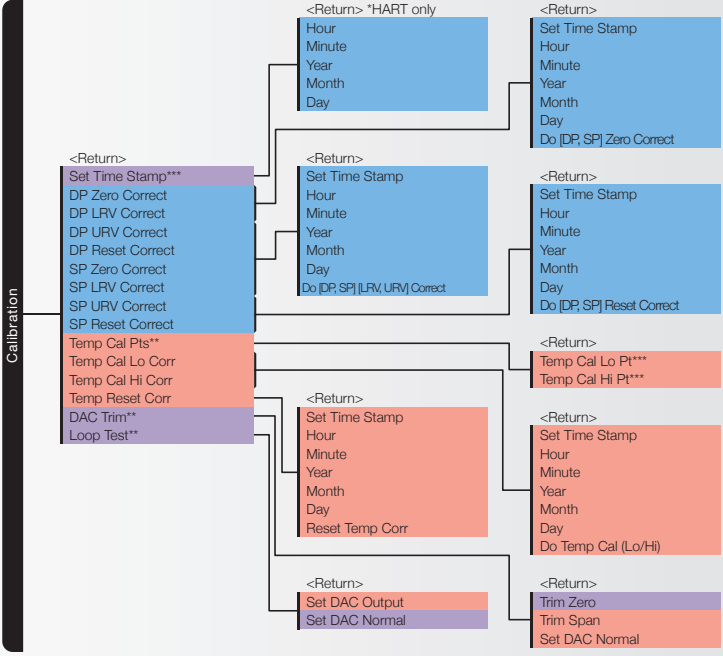 Calibration
<Return>
Set Time Stamp***
DP Zero Correct
DP LRV Correct
DP URV Correct
DP Reset Correct
SP Zero Correct
SP LRV Correct
SP URV Correct
SP Reset Correct
Temp Cal Pts**
Temp Cal Lo Corr
Temp Cal Hi Corr
Temp Reset Corr
DAC Trim**
Loop Test**
<Return> *HART only
Hour
Minute
Year
Month
Day
<Return>
Set Time Stamp
Hour
Minute
Year
Month
Day
Do [DP, SP] [LRV, URV] Correct
<Return>
Set Time Stamp
Hour
Minute
Year
Month
Day
Reset Temp Corr
<Return>
Set DAC Output
Set DAC Normal
<Return>
Set Time Stamp
Hour
Minute
Year
Month
Day
Do [DP, SP] Zero Correct
<Return>
Set Time Stamp
Hour
Minute
Year
Month
Day
Do [DP, SP] Reset Correct
<Return>
Temp Cal Lo Pt***
Temp Cal Hi Pt***
<Return>
Set Time Stamp
Hour
Minute
Year
Month
Day
Do Temp Cal (Lo/Hi)
<Return>
Trim Zero
Trim Span
Set DAC Normal